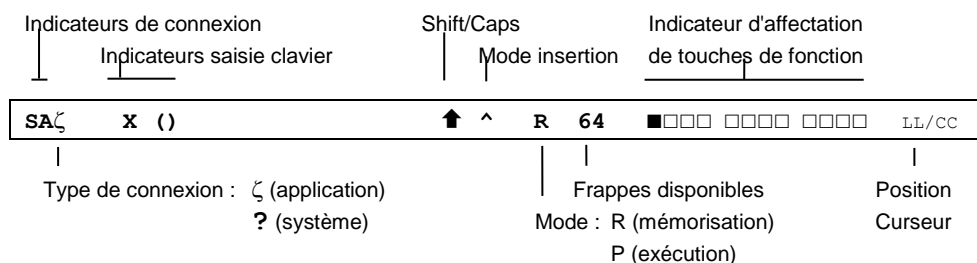 Indicateurs de connexion Shift/Caps Indicateur d'affectation
Indicateurs saisie clavier Mode insertion de touches de fonction
SAζ X () ⬆ ^ R 64 ■□□□ □□□□ □□□□ LL/CC
Type de connexion : ζ (application) Frappes disponibles Position
? (système) Mode : R (mémorisation) Curseur
P (exécution)